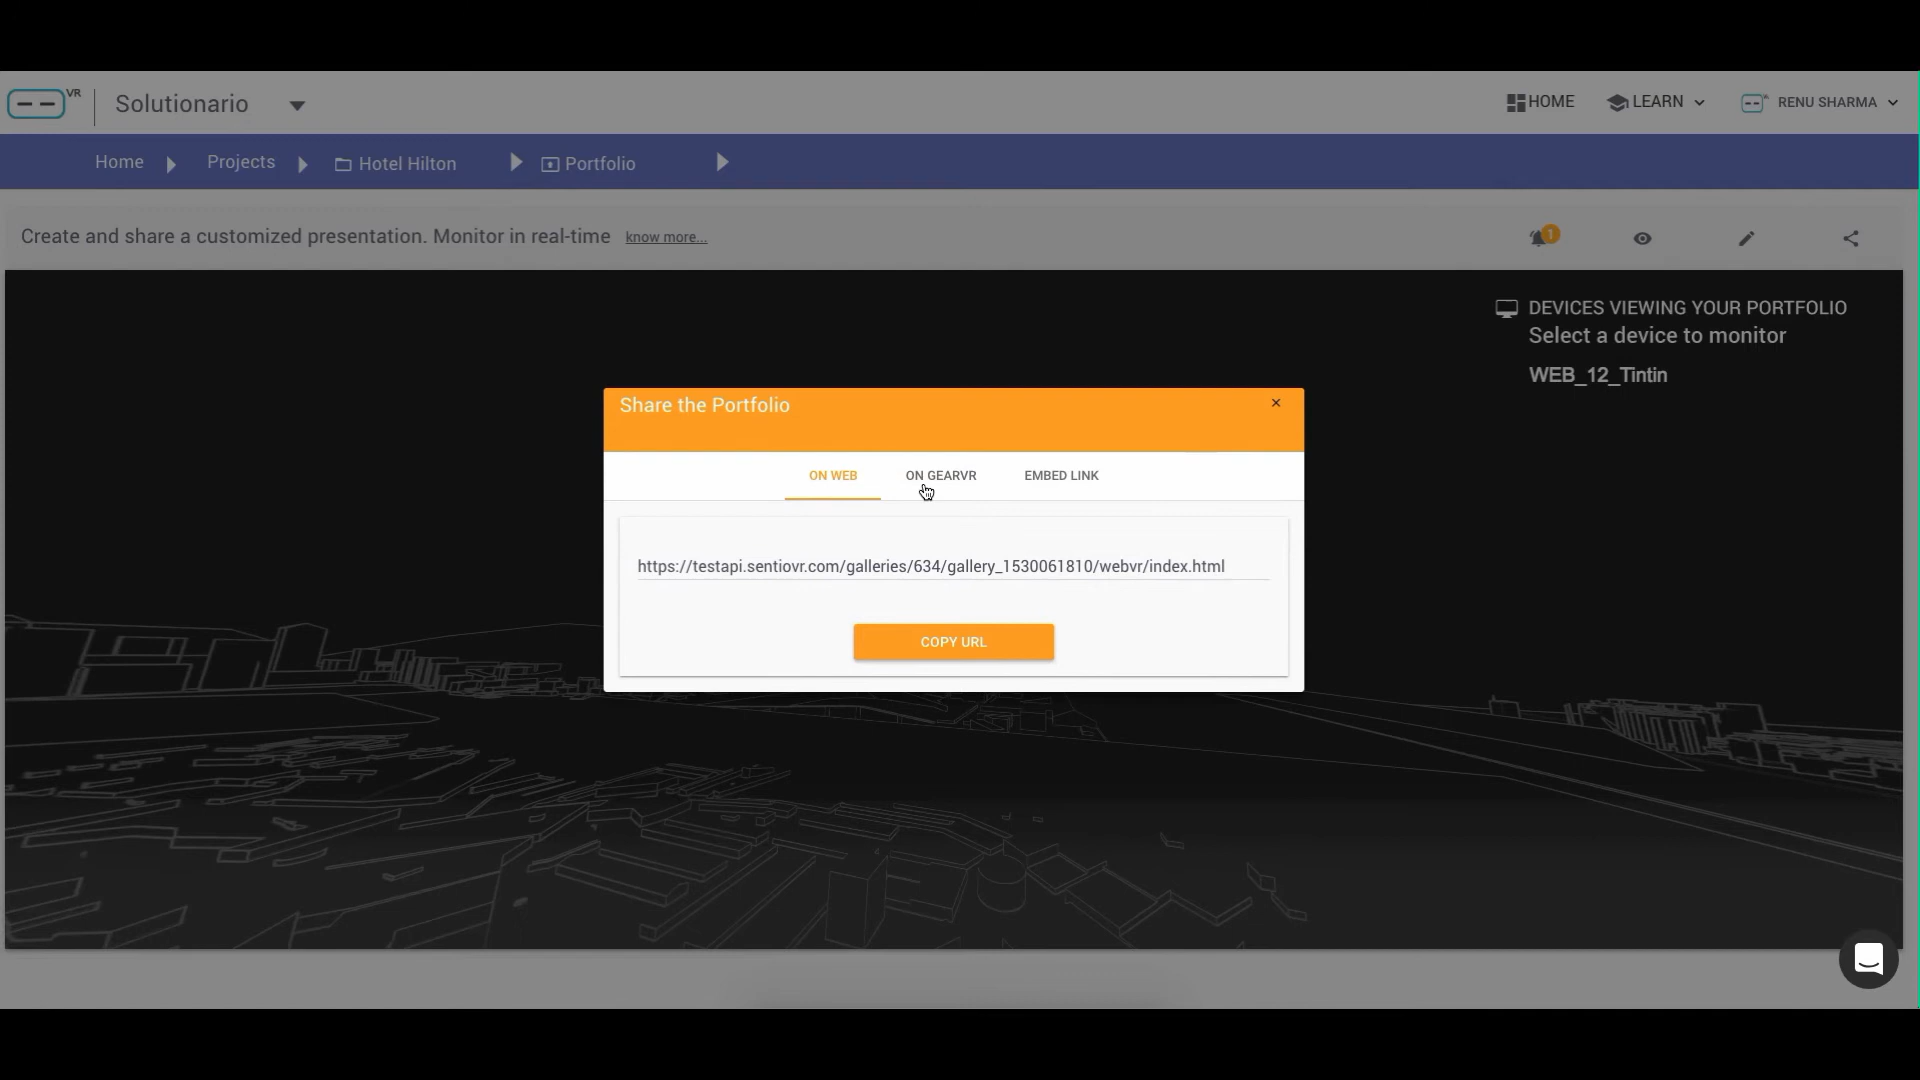 VR
Solutionario
HOME
LEARN
RENU SHARMA
Home
Projects
Hotel Hilton
Portfolio
Create and share a customized presentation. Monitor in real-time know more...
1
DEVICES VIEWING YOUR PORTFOLIO
Select a device to monitor
WEB_12_Tintin
Share the Portfolio
×
ON WEB
ON GEARVR
EMBED LINK
https://testapi.sentiovr.com/galleries/634/gallery_1530061810/webvr/index.html
COPY URL